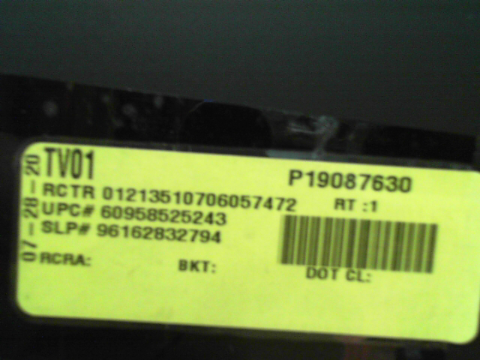 TV01
P19087630
RCTR 01213510706057472
RT :1
UPC# 60958525243
SLP# 96162832794
RCRA:
BKT:
DOT CL:
07-28-20